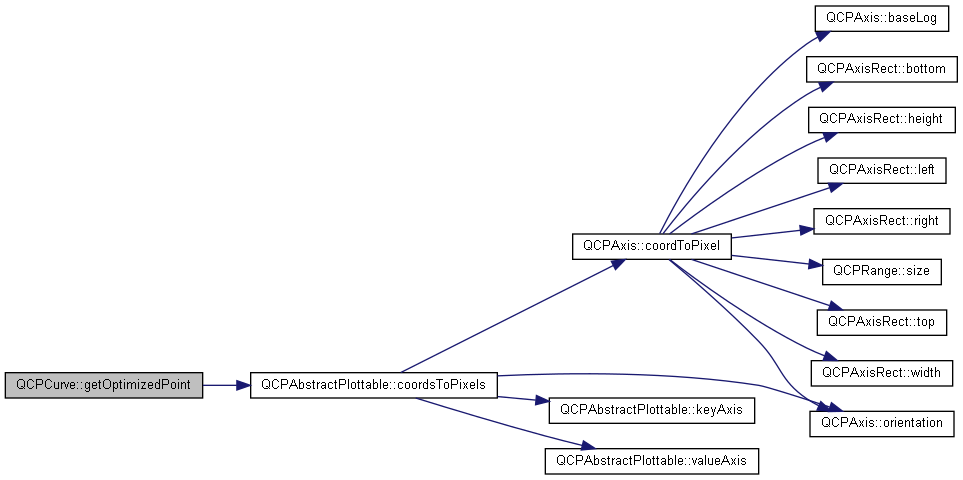 QCPAxis::baseLog
QCPAxisRect::bottom
QCPAxisRect::height
QCPAxisRect::left
QCPAxisRect::right
QCPAxis::coordToPixel
QCPRange::size
QCPAxisRect::top
QCPAxisRect::width
QCPCurve::getOptimizedPoint
QCPAbstractPlottable::coordsToPixels
QCPAbstractPlottable::keyAxis
QCPAxis::orientation
QCPAbstractPlottable::valueAxis